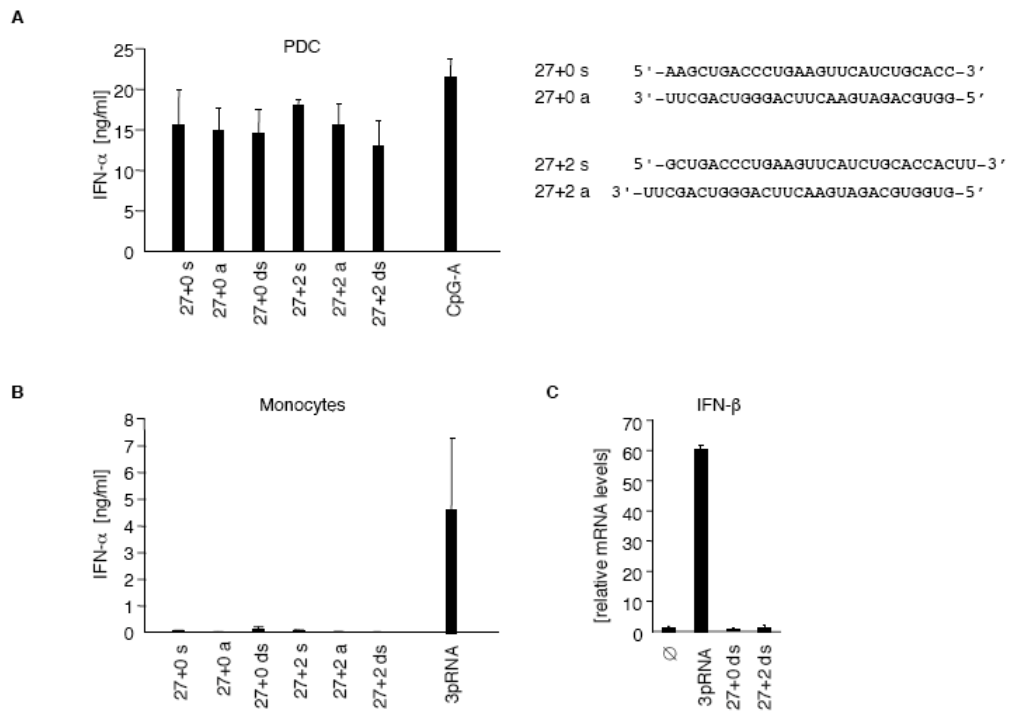 A
PDC
IFN-α [ng/ml]
25
20
15
10
5
0
27+0 s
27+0 a
27+0 ds
27+2 s
27+2 a
27+2 ds
CpG-A
27+0 s 5'-AAGCUGACCCUGAAGUUCAUCUGCACC-3'
27+0 a 3'-UUCGACUGGGACUUCAAGUAGACGUGG-5'
27+2 s 5'-GCUGACCCUGAAGUUCAUCUGCACCACUU-3'
27+2 a 3'-UUCGACUGGGACUUCAAGUAGACGUGGUG-5'
B
Monocytes
IFN-α [ng/ml]
8
7
6
5
4
3
2
1
0
27+0 s
27+0 a
27+0 ds
27+2 s
27+2 a
27+2 ds
3pRNA
C
IFN-β
[relative mRNA levels]
70
60
50
40
30
20
10
0
∅
3pRNA
27+0 ds
27+2 ds